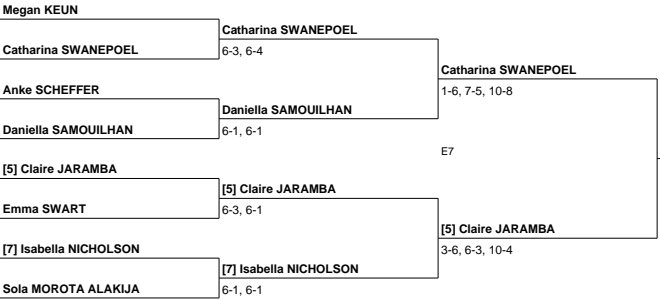 Megan KEUN
Catharina SWANEPOEL
Catharina SWANEPOEL
6-3, 6-4
Catharina SWANEPOEL
1-6, 7-5, 10-8
Anke SCHEFFER
Daniella SAMOUILHAN
Daniella SAMOUILHAN
6-1, 6-1
E7
[5] Claire JARAMBA
[5] Claire JARAMBA
Emma SWART
6-3, 6-1
[5] Claire JARAMBA
3-6, 6-3, 10-4
[7] Isabella NICHOLSON
[7] Isabella NICHOLSON
Sola MOROTA ALAKIJA
6-1, 6-1